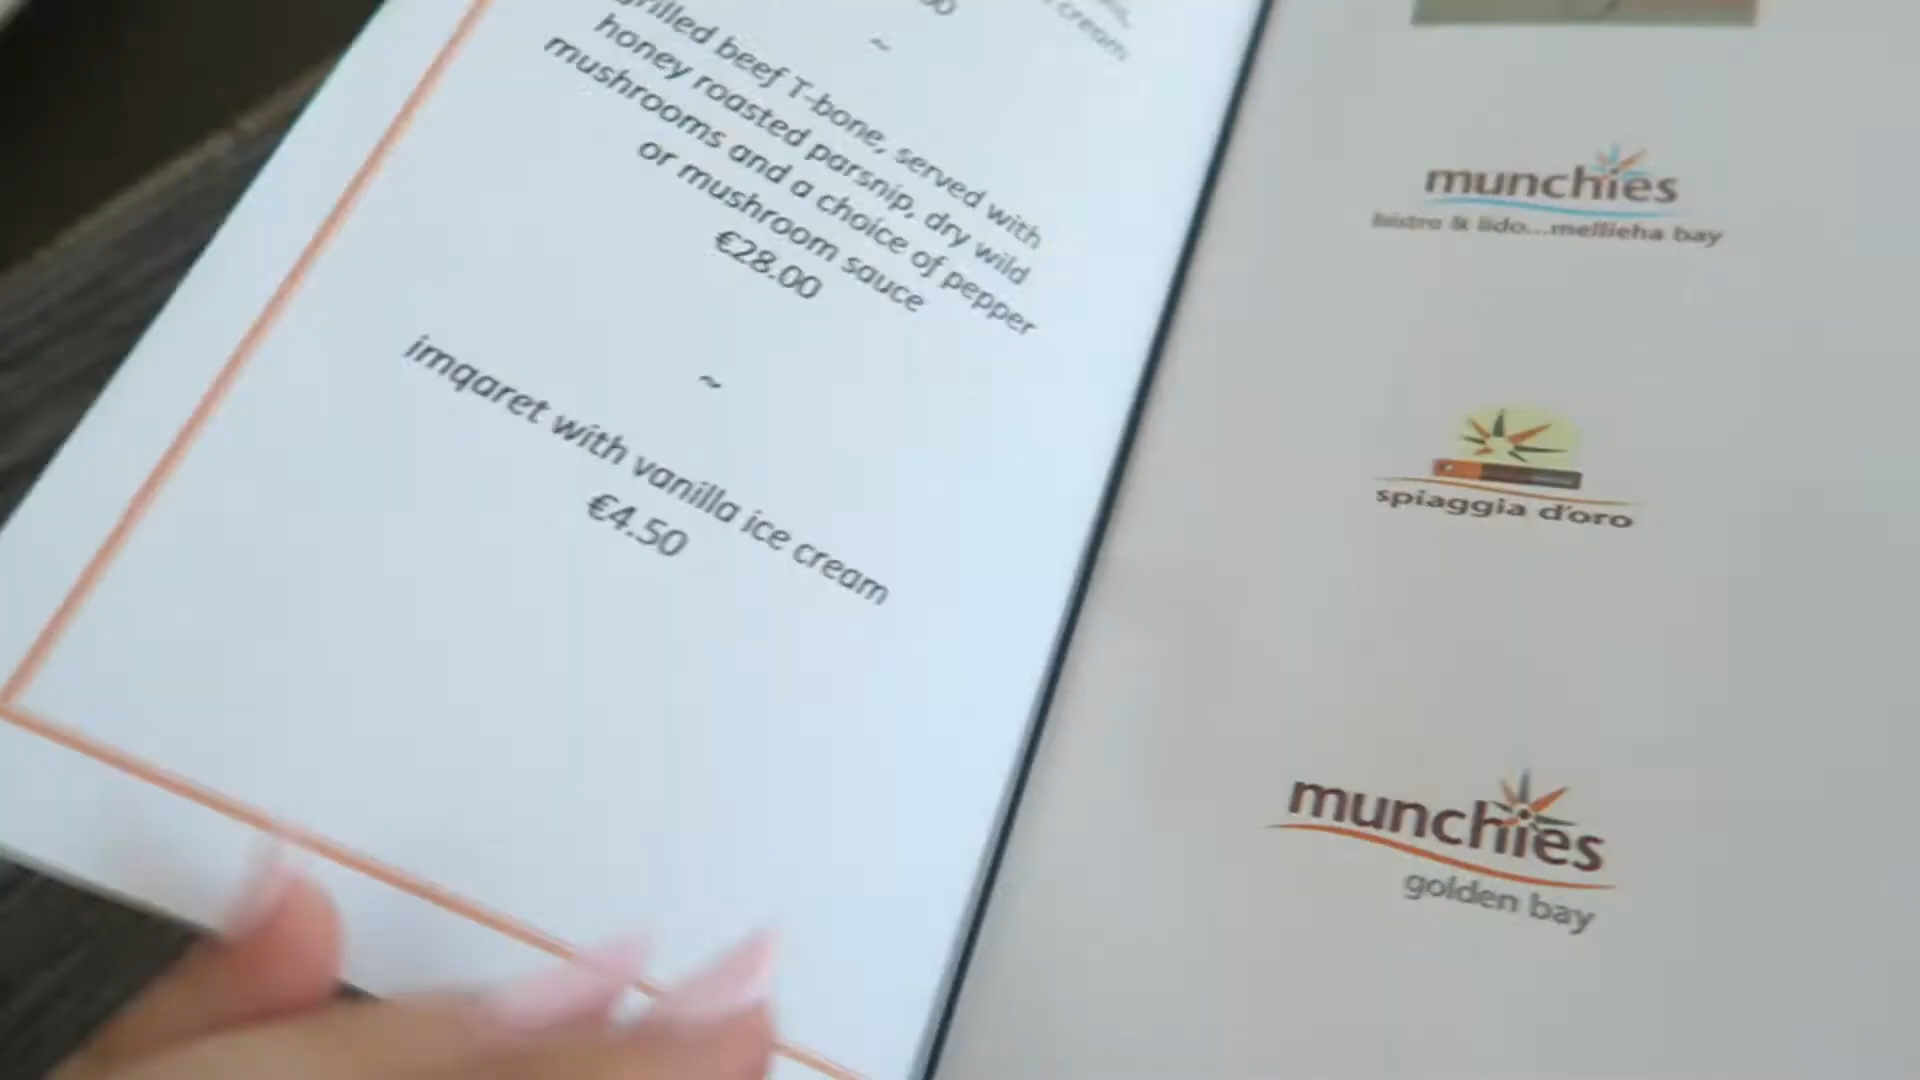 cream
grilled beef T-bone, served with
honey roasted parsnip, dry wild
mushrooms and a choice of pepper
or mushroom sauce
€28.00
~
imqaret with vanilla ice cream
€4.50
munchies
bistro & lido...mellieha bay
spiaggia d'oro
munchies
golden bay